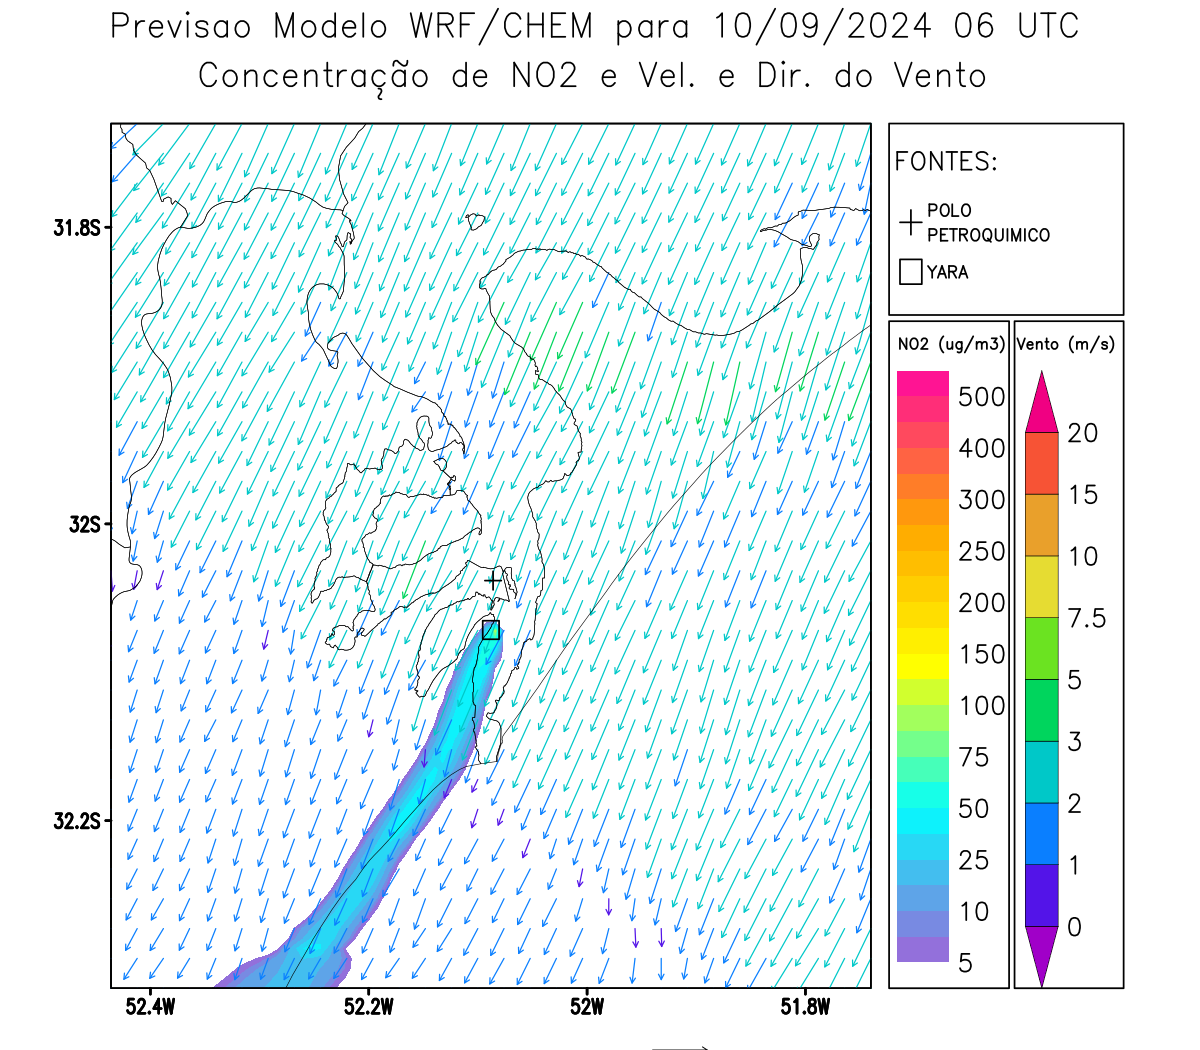 Previsao Modelo WRF/CHEM para 10/09/2024 06 UTC
Concentração de NO2 e Vel. e Dir. do Vento
FONTES:
POLO
PETROQUIMICO
YARA
NO2 (ug/m3)
500
400
300
250
200
150
100
75
50
25
10
5
Vento (m/s)
20
15
10
7.5
5
3
2
1
0
31.8S
32S
32.2S
52.4W
52.2W
52W
51.8W